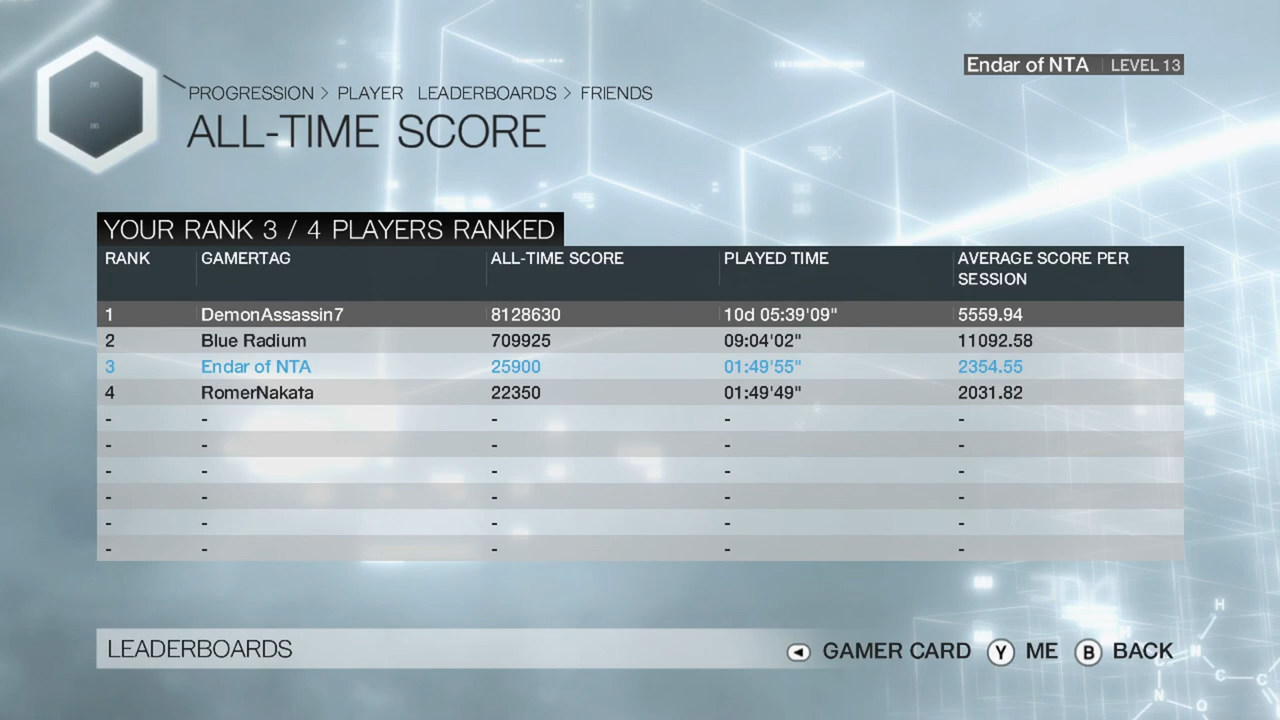 Endar of NTA | LEVEL 13
PROGRESSION > PLAYER LEADERBOARDS > FRIENDS
ALL-TIME SCORE
YOUR RANK 3 / 4 PLAYERS RANKED
RANK GAMERTAG ALL-TIME SCORE PLAYED TIME AVERAGE SCORE PER
SESSION
1 DemonAssassin7 8128630 10d 05:39'09" 5559.94
2 Blue Radium 709925 09:04'02" 11092.58
3 Endar of NTA 25900 01:49'55" 2354.55
4 RomerNakata 22350 01:49'49" 2031.82
- - - - -
- - - - -
- - - - -
- - - - -
- - - - -
- - - - -
LEADERBOARDS GAMER CARD Y ME B BACK
H
N
C C
N O